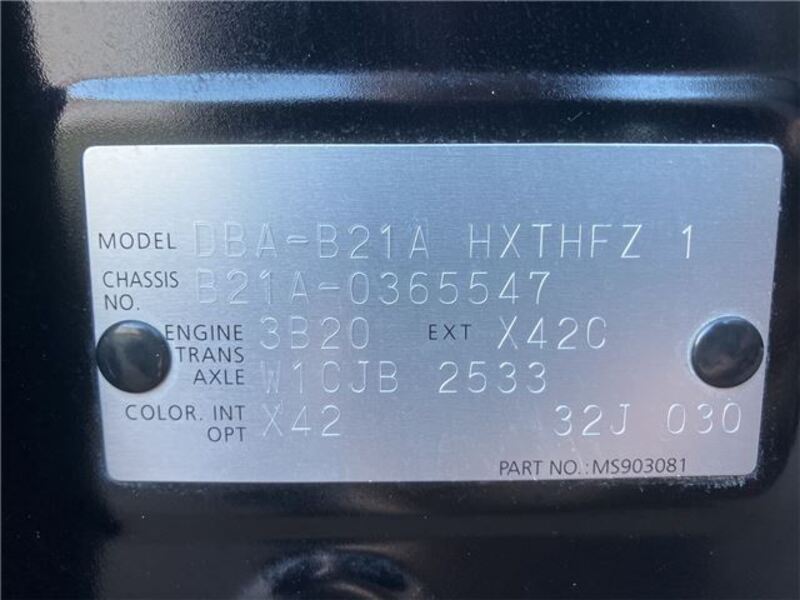 MODEL DBA-B21A HXTHFZ 1
CHASSIS NO. B21A-0365547
ENGINE 3B20 EXT X42C
TRANS AXLE W1CJB 2533
COLOR. INT OPT X42 32J 030
PART NO.:MS903081